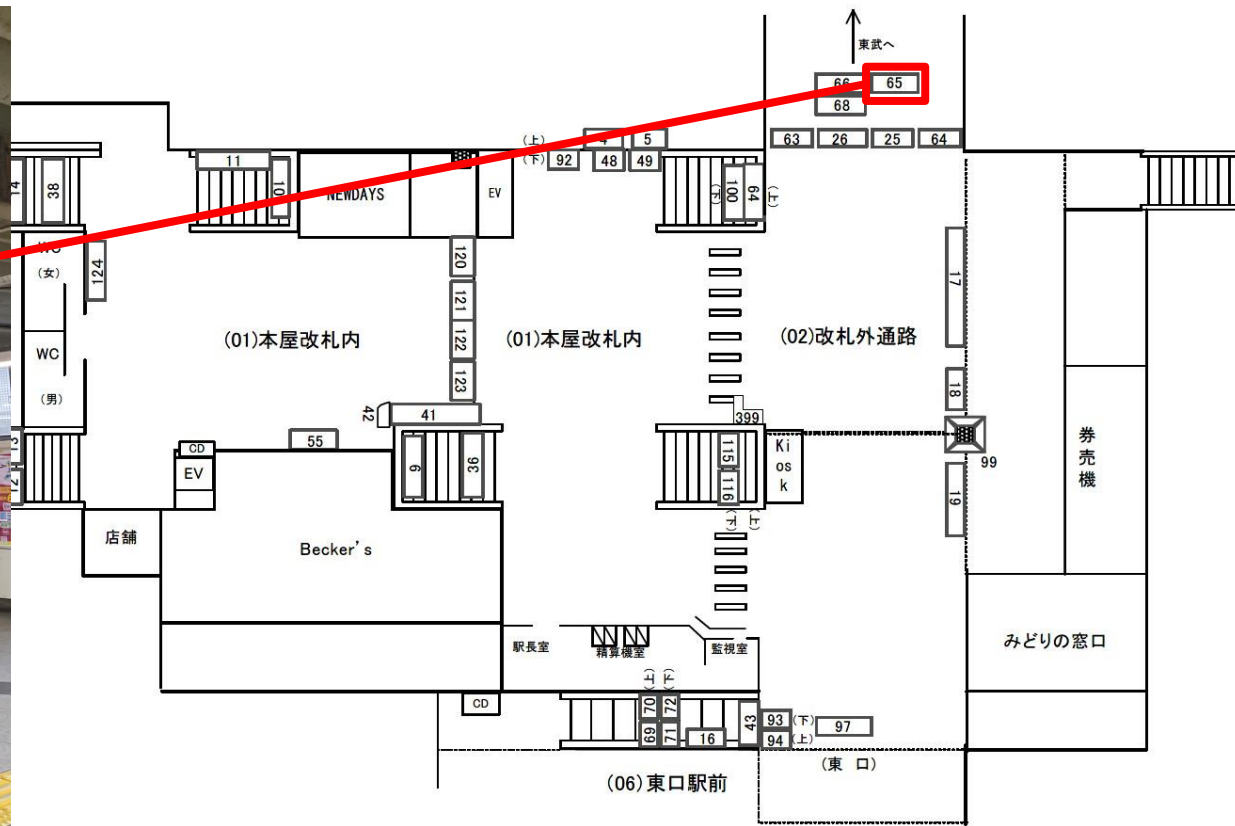 東武へ
66
65
68
63
26
25
64
(上)
4
5
(下)
92
48
49
11
10
14
38
NEWDAYS
EV
(下)
100
64
(上)
WC
(女)
124
120
121
122
123
17
(01)本屋改札内
(01)本屋改札内
(02)改札外通路
WC
(男)
42
41
399
18
55
CD
EV
9
36
115
116
(下)
(上)
Ki
os
k
99
19
券売機
店舗
Becker's
駅長室
精算機室
監視室
みどりの窓口
CD
(上)
(下)
70
72
69
71
16
43
93
(下)
94
(上)
97
(東 口)
(06)東口駅前